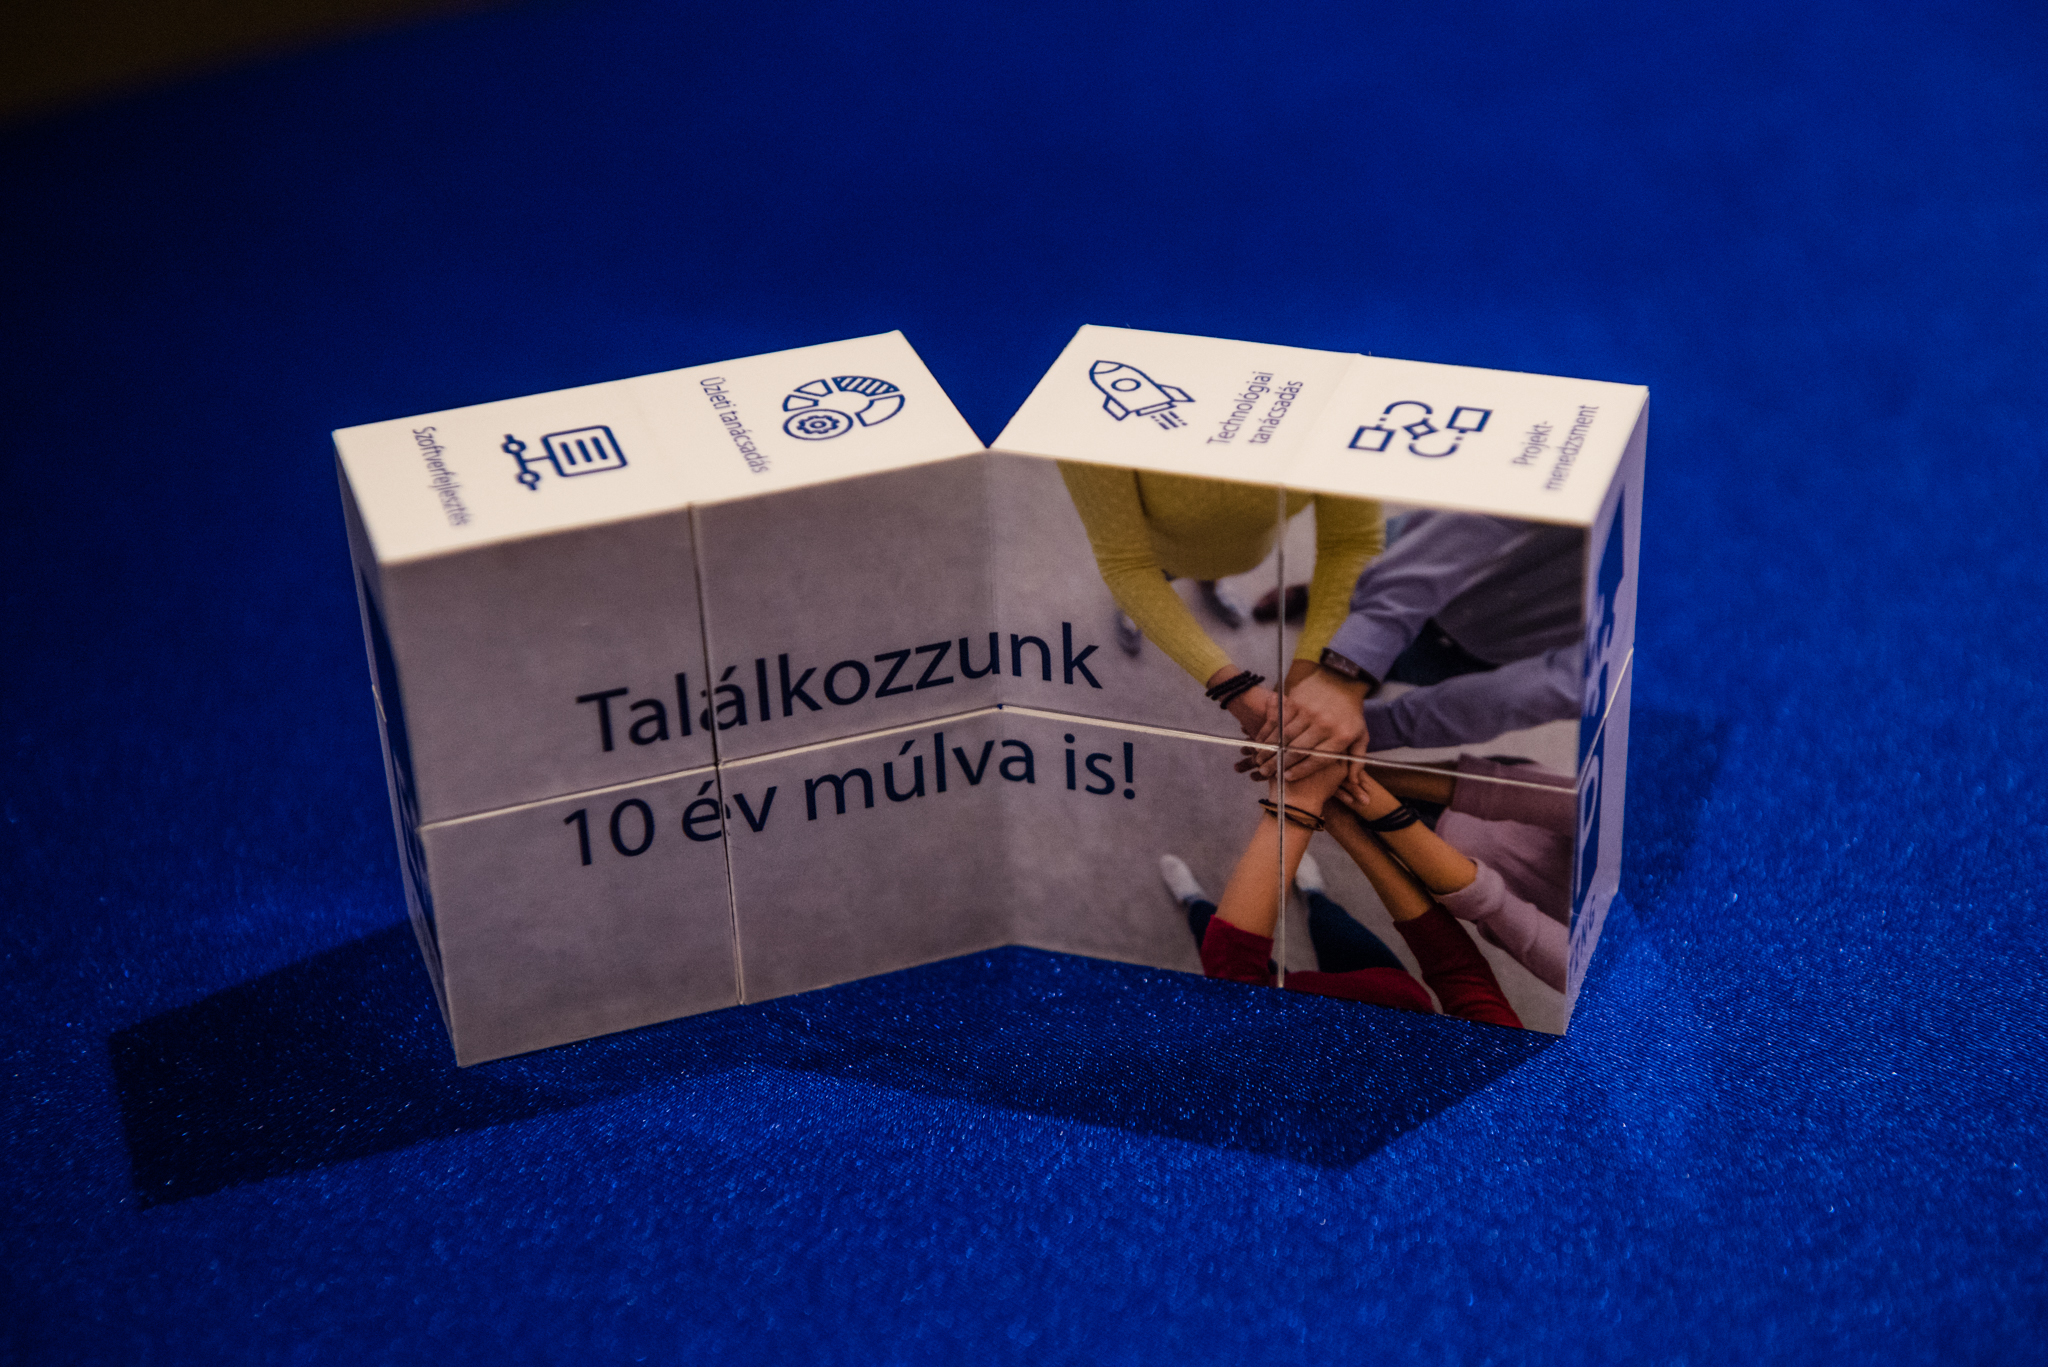 Szoftverfejlesztés
Üzleti tanácsadás
Technológiai
tanácsadás
Projekt-
menedzsment
Találkozzunk
10 év múlva is!